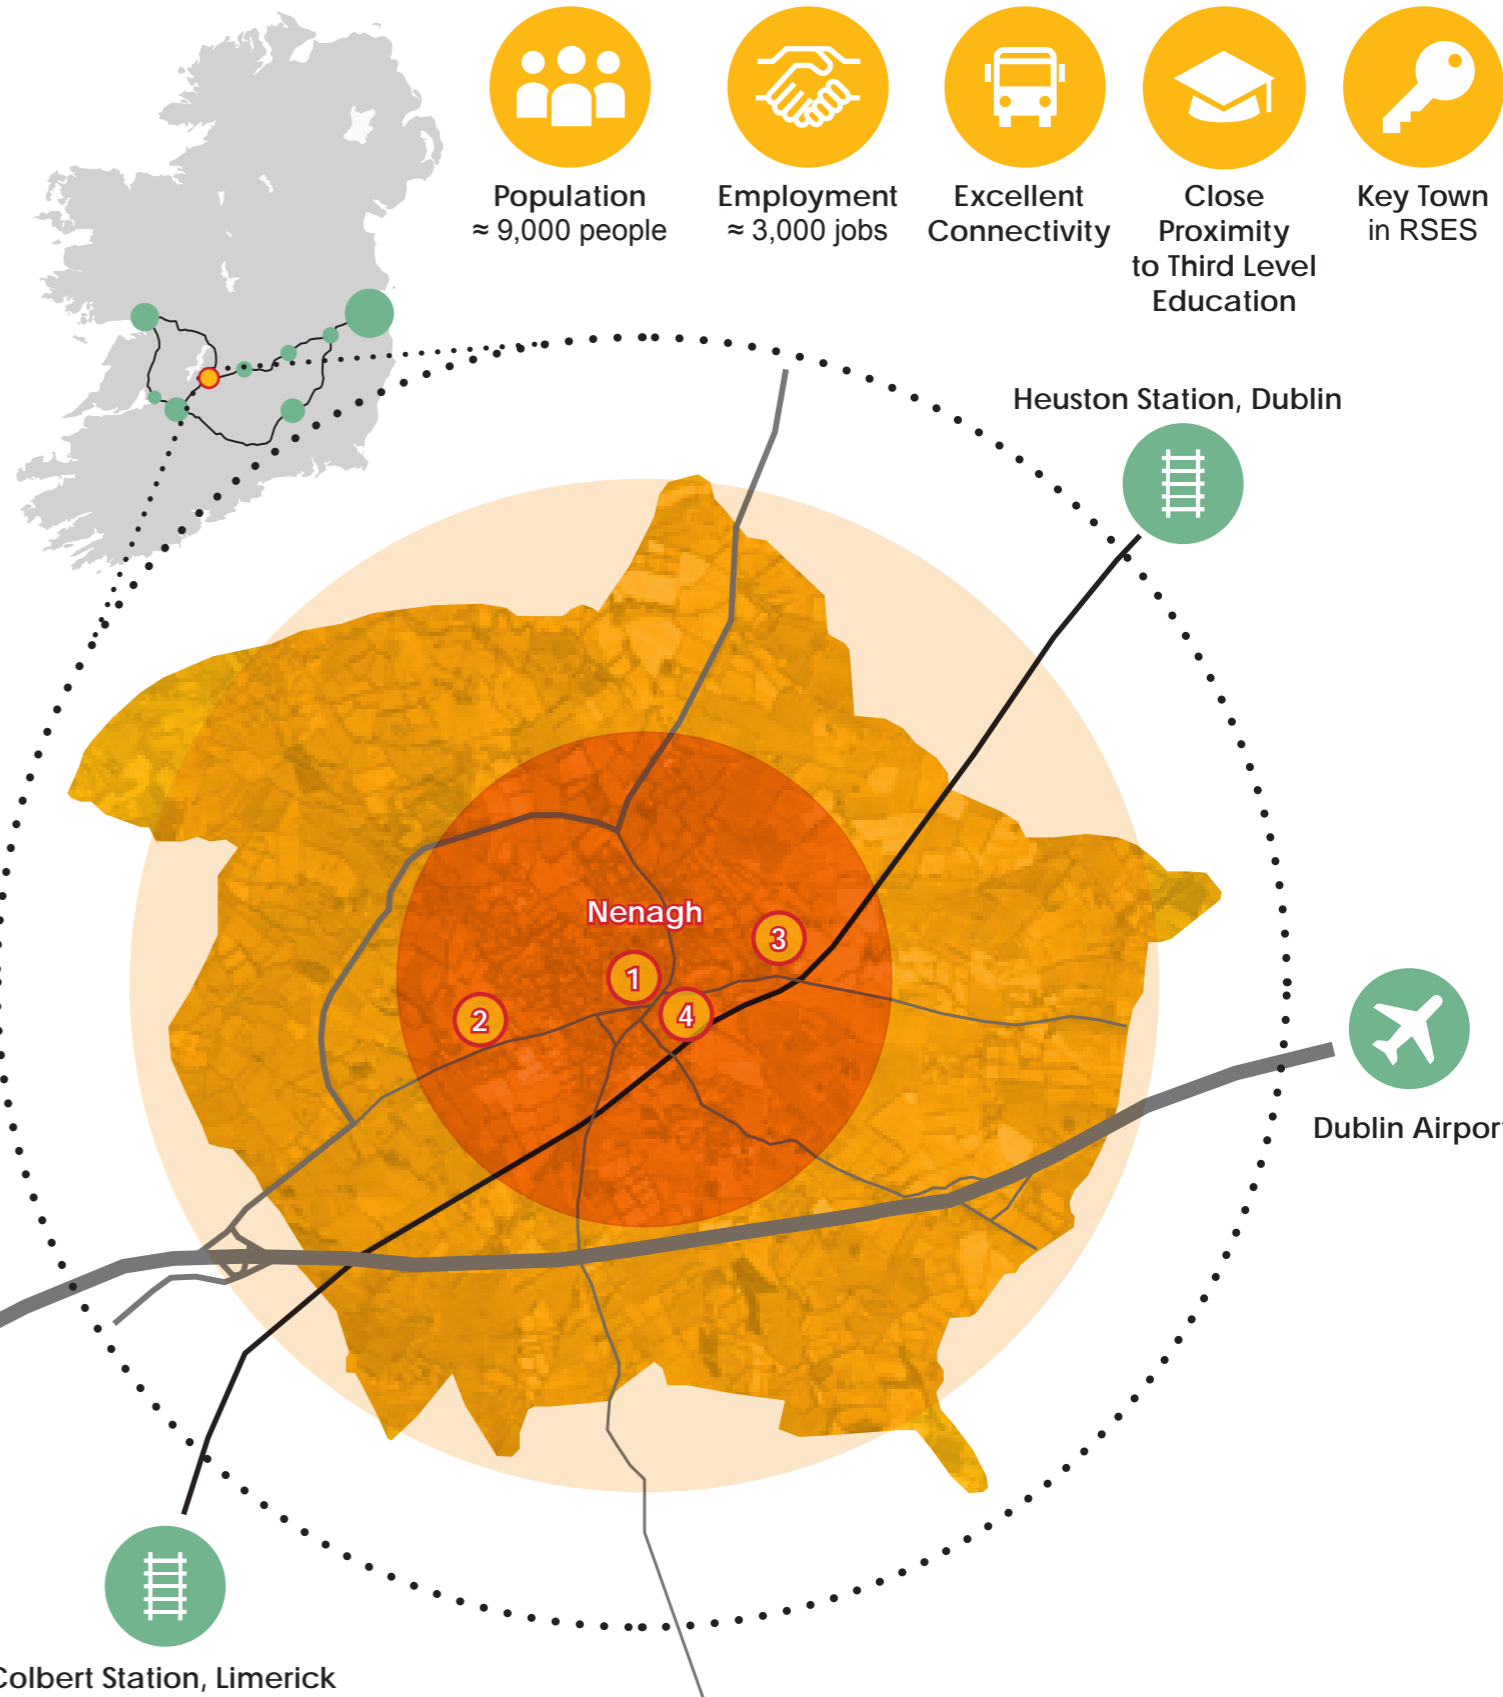 Population
≈ 9,000 people
Employment
≈ 3,000 jobs
Excellent
Connectivity
Close
Proximity
to Third Level
Education
Key Town
in RSES
Heuston Station, Dublin
Nenagh
3
1
4
2
Dublin Airport
Colbert Station, Limerick